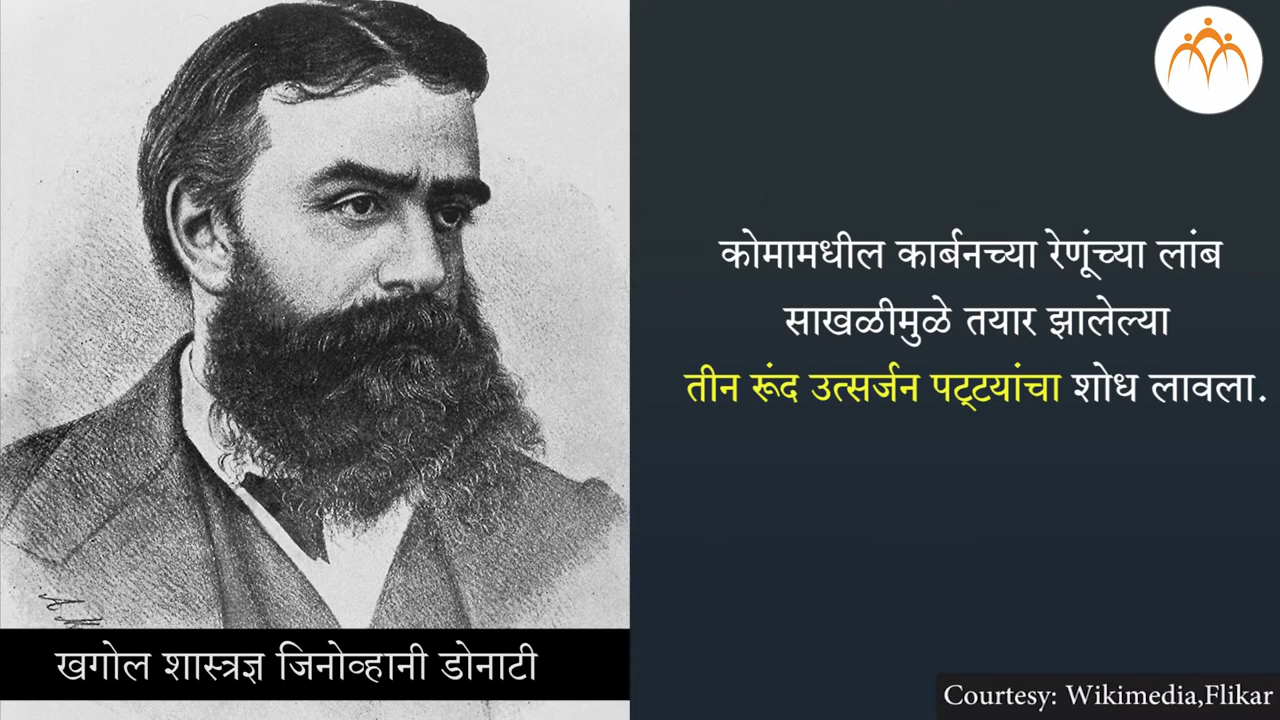 कोमामधील कार्बनच्या रेणूंच्या लांब
साखळीमुळे तयार झालेल्या
तीन रूंद उत्सर्जन पट्टयांचा शोध लावला.
खगोल शास्त्रज्ञ जिनोव्हानी डोनाटी
Courtesy: Wikimedia,Flikar